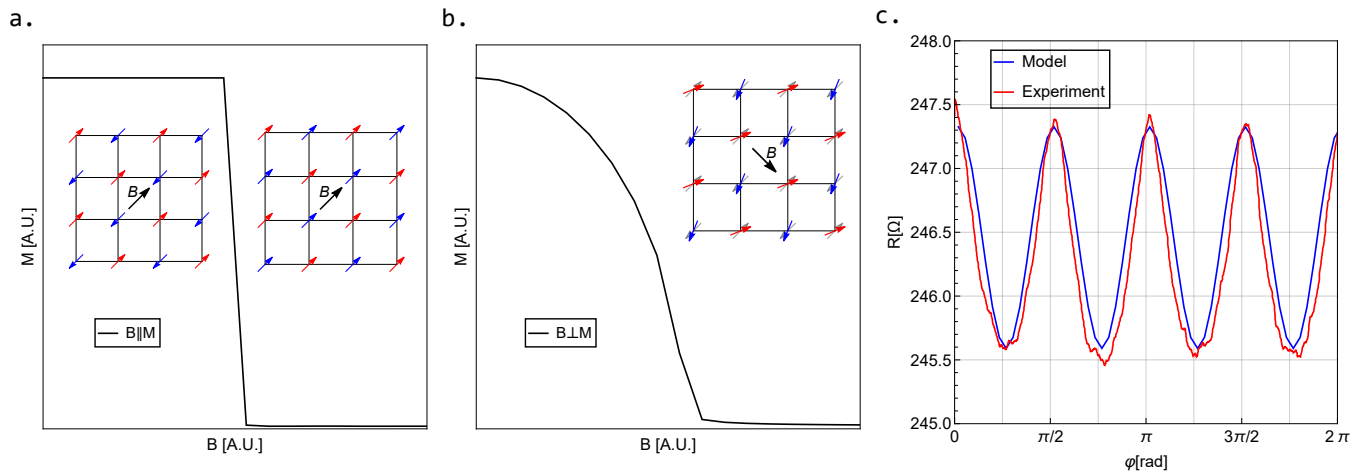 a.
M [A.U.]
B
B
B∥M
B [A.U.]
b.
M [A.U.]
B
B⊥M
B [A.U.]
c.
R[Ω]
248.0
247.5
247.0
246.5
246.0
245.5
245.0
Model
Experiment
0
π/2
π
3π/2
2 π
φ[rad]